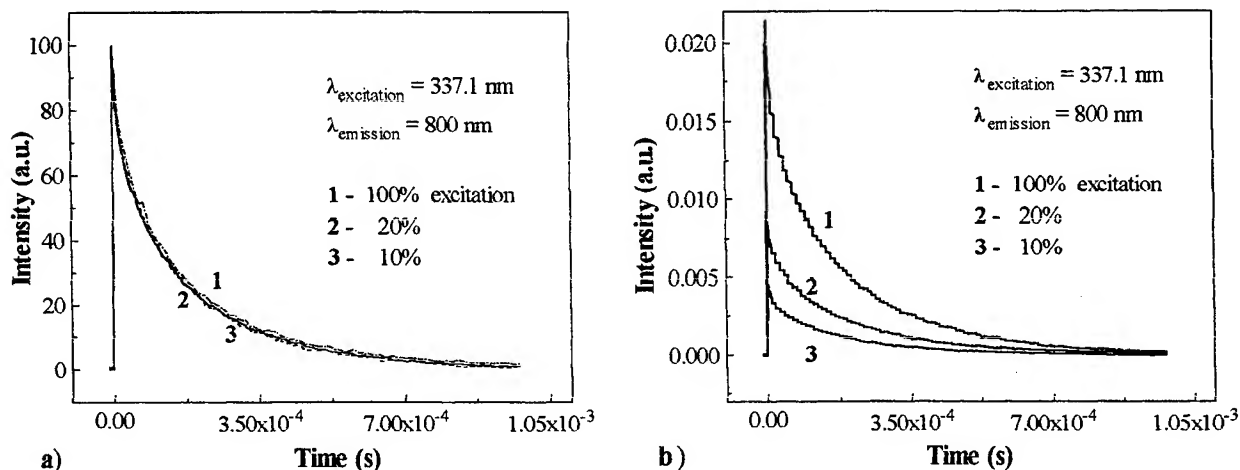 100
80
60
40
20
0
Intensity (a.u.)
λexcitation = 337.1 nm
λemission = 800 nm
1 - 100% excitation
2 - 20%
3 - 10%
1
2
3
0.00
3.50x10-4
7.00x10-4
1.05x10-3
a)
Time (s)
0.020
0.015
0.010
0.005
0.000
Intensity (a.u.)
λexcitation = 337.1 nm
λemission = 800 nm
1 - 100% excitation
2 - 20%
3 - 10%
1
2
3
0.00
3.50x10-4
7.00x10-4
1.05x10-3
b)
Time (s)